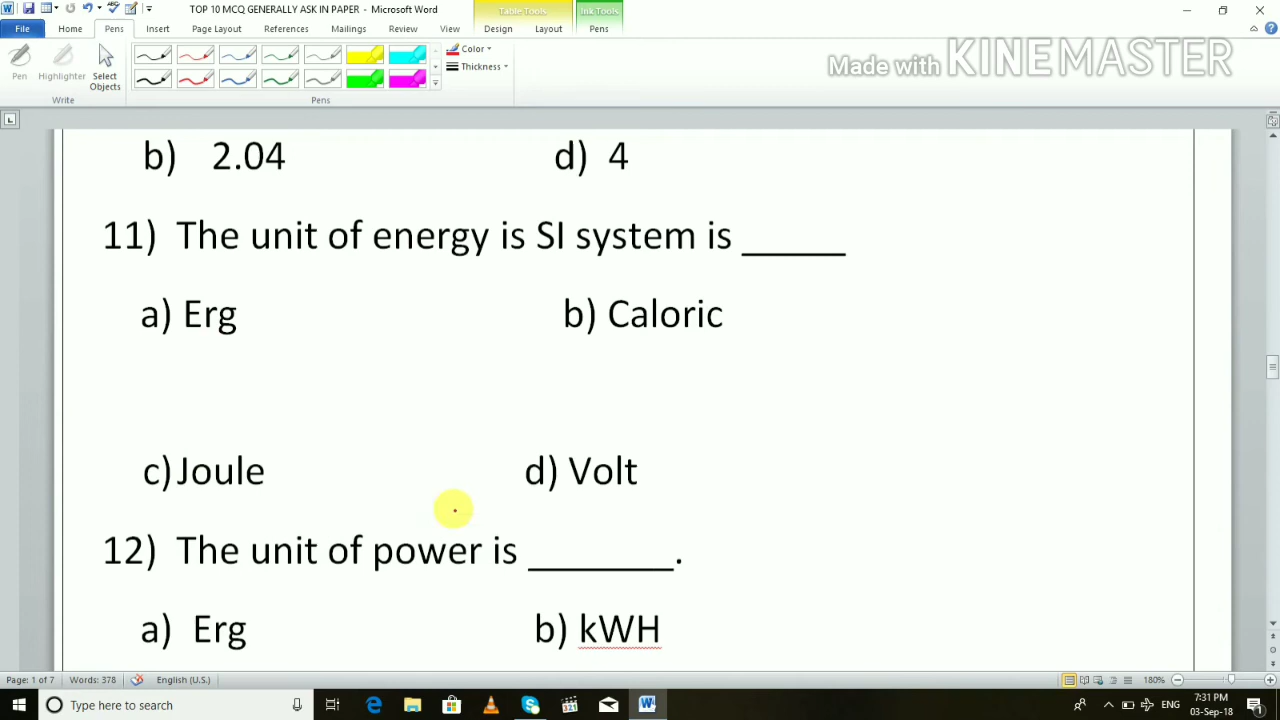 TOP 10 MCQ GENERALLY ASK IN PAPER - Microsoft Word
Table Tools
Ink Tools
File
Home
Pens
Insert
Page Layout
References
Mailings
Review
View
Design
Layout
Pens
Pen
Highlighter
Select Objects
Color
Thickness
Write
Pens
Made with KINEMASTER
b) 2.04 d) 4
11) The unit of energy is SI system is ______
a) Erg b) Caloric
c) Joule d) Volt
12) The unit of power is ________.
a) Erg b) kWH
Page: 1 of 7
Words: 378
English (U.S.)
180%
Type here to search
ENG
7:31 PM
03-Sep-18